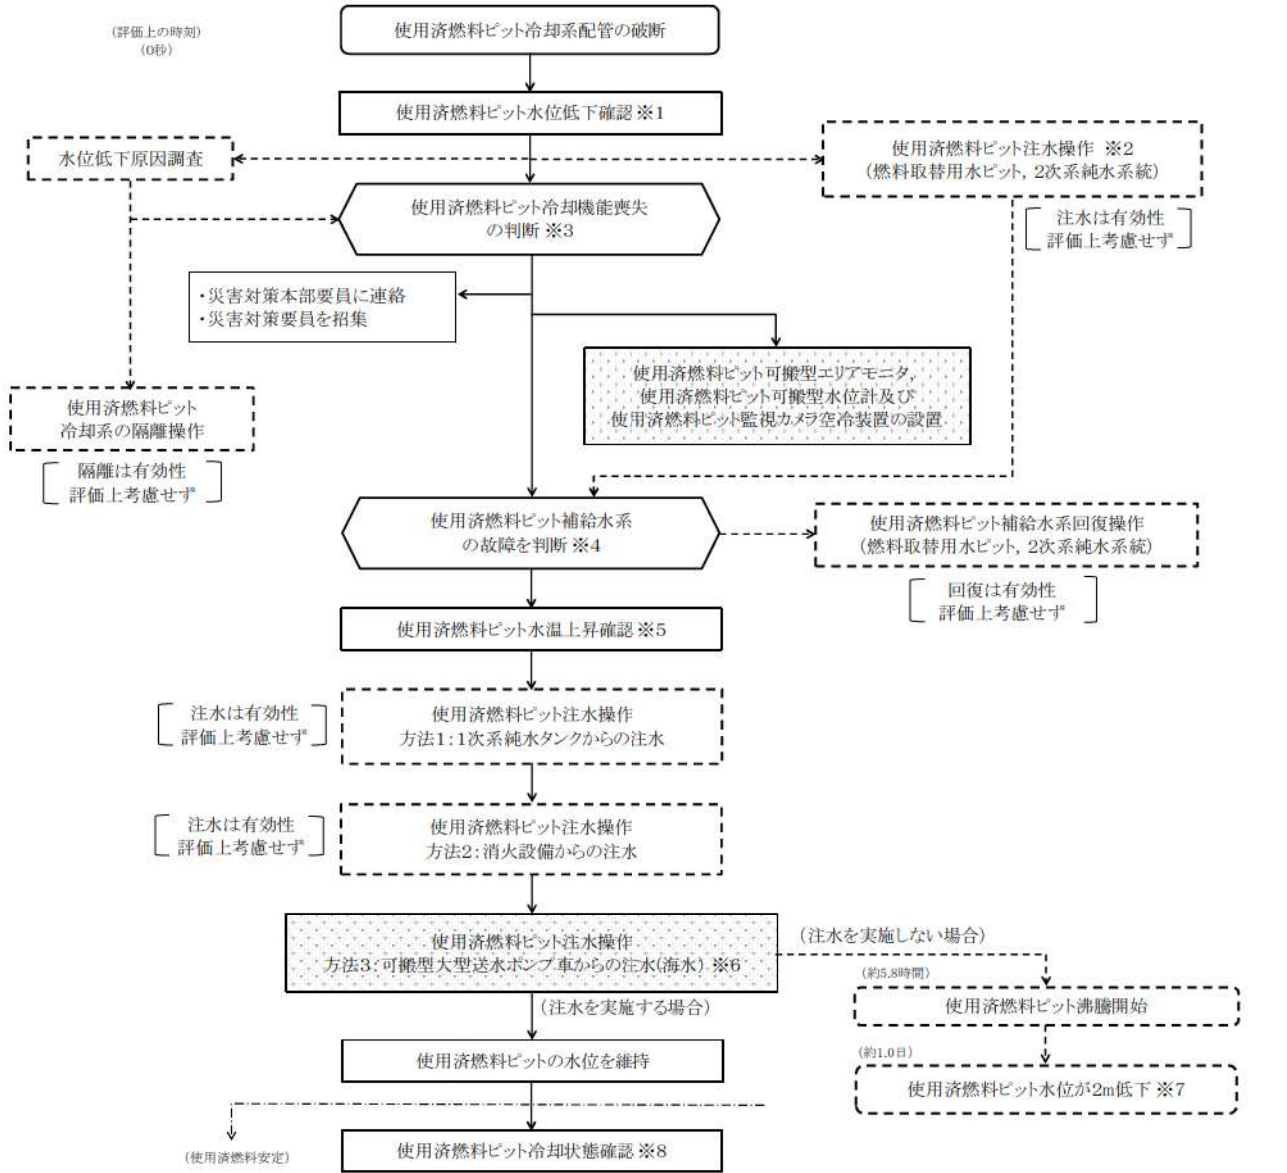 (評価上の時刻)
(0秒)
使用済燃料ピット冷却系配管の破断
使用済燃料ピット水位低下確認※1
水位低下原因調査
使用済燃料ピット注水操作 ※2
(燃料取替用水ピット, 2次系純水系統)
注水は有効性
評価上考慮せず*
使用済燃料ピット冷却機能喪失
の判断※3
・災害対策本部要員に連絡
・災害対策要員を招集
使用済燃料ピット可搬型エリアモニタ,
使用済燃料ピット可搬型水位計及び
使用済燃料ピット監視カメラ空冷装置の設置
使用済燃料ピット
冷却系の隔離操作
隔離は有効性
評価上考慮せず*
使用済燃料ピット補給水系
の故障を判断※4
使用済燃料ピット補給水系回復操作
(燃料取替用水ピット, 2次系純水系統)
回復は有効性
評価上考慮せず*
使用済燃料ピット水温上昇確認※5
注水は有効性
評価上考慮せず*
使用済燃料ピット注水操作
方法1:1次系純水タンクからの注水
注水は有効性
評価上考慮せず*
使用済燃料ピット注水操作
方法2:消火設備からの注水
使用済燃料ピット注水操作
方法3:可搬型大型送水ポンプ車からの注水(海水) ※6
(注水を実施しない場合)
(約5.8時間)
使用済燃料ピット沸騰開始
(注水を実施する場合)
(約1.0日)
使用済燃料ピット水位が2m低下※7
使用済燃料ピットの水位を維持
(使用済燃料安定)
使用済燃料ピット冷却状態確認※8